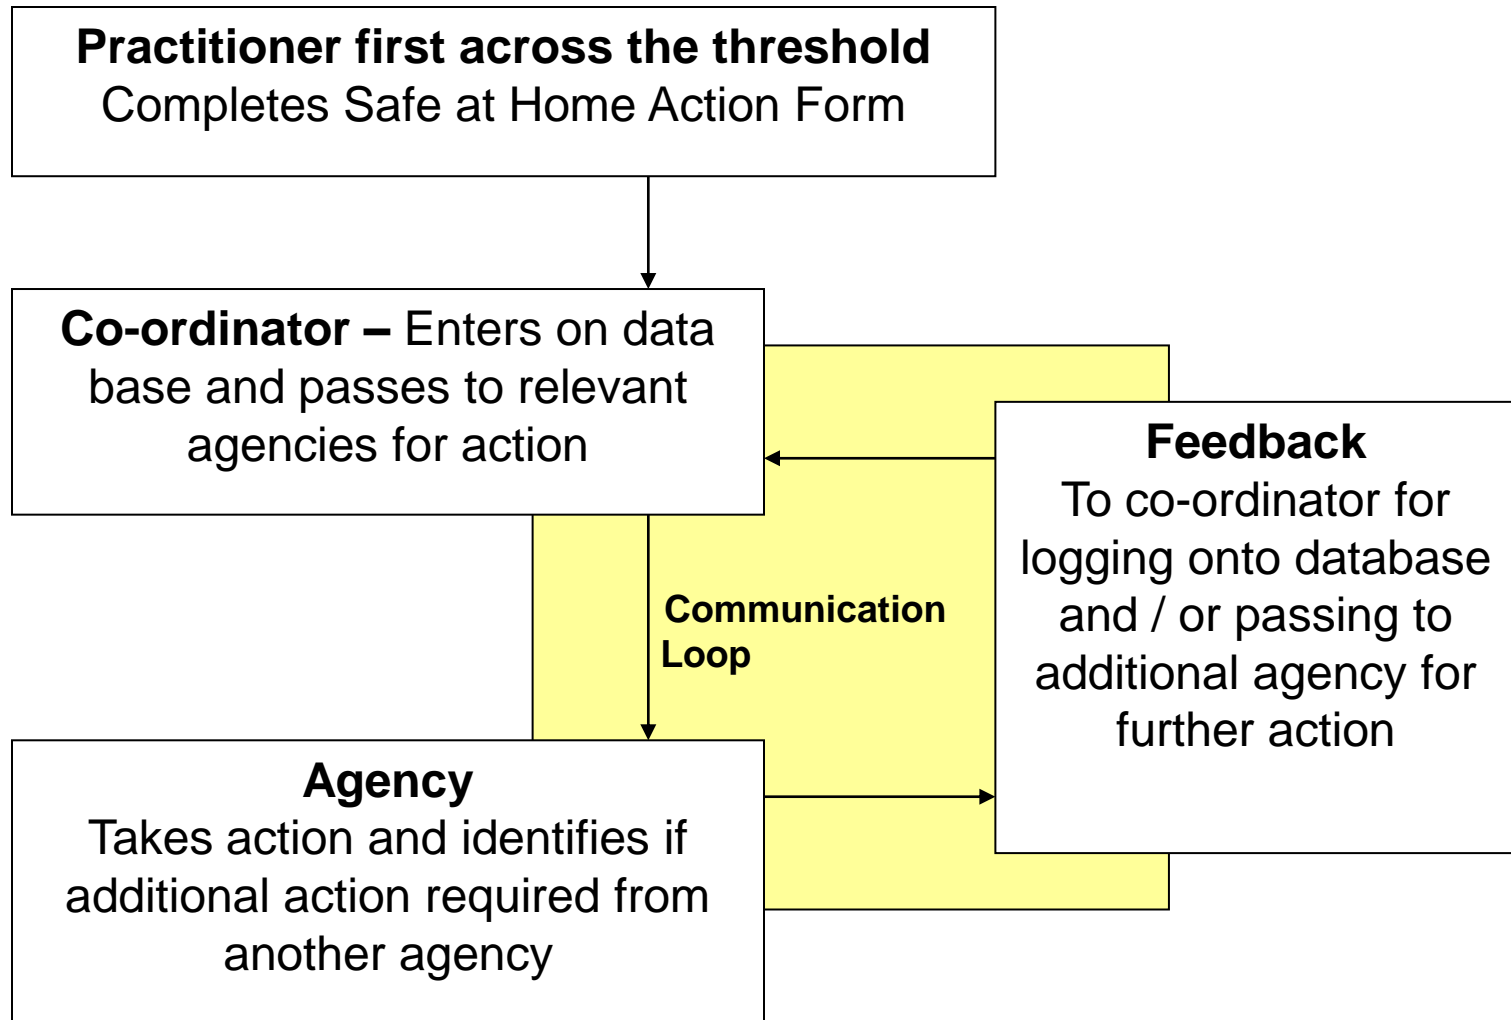 Practitioner first across the threshold
Completes Safe at Home Action Form
Co-ordinator – Enters on data
base and passes to relevant
agencies for action
Feedback
To co-ordinator for
logging onto database
and / or passing to
additional agency for
further action
Communication
Loop
Agency
Takes action and identifies if
additional action required from
another agency